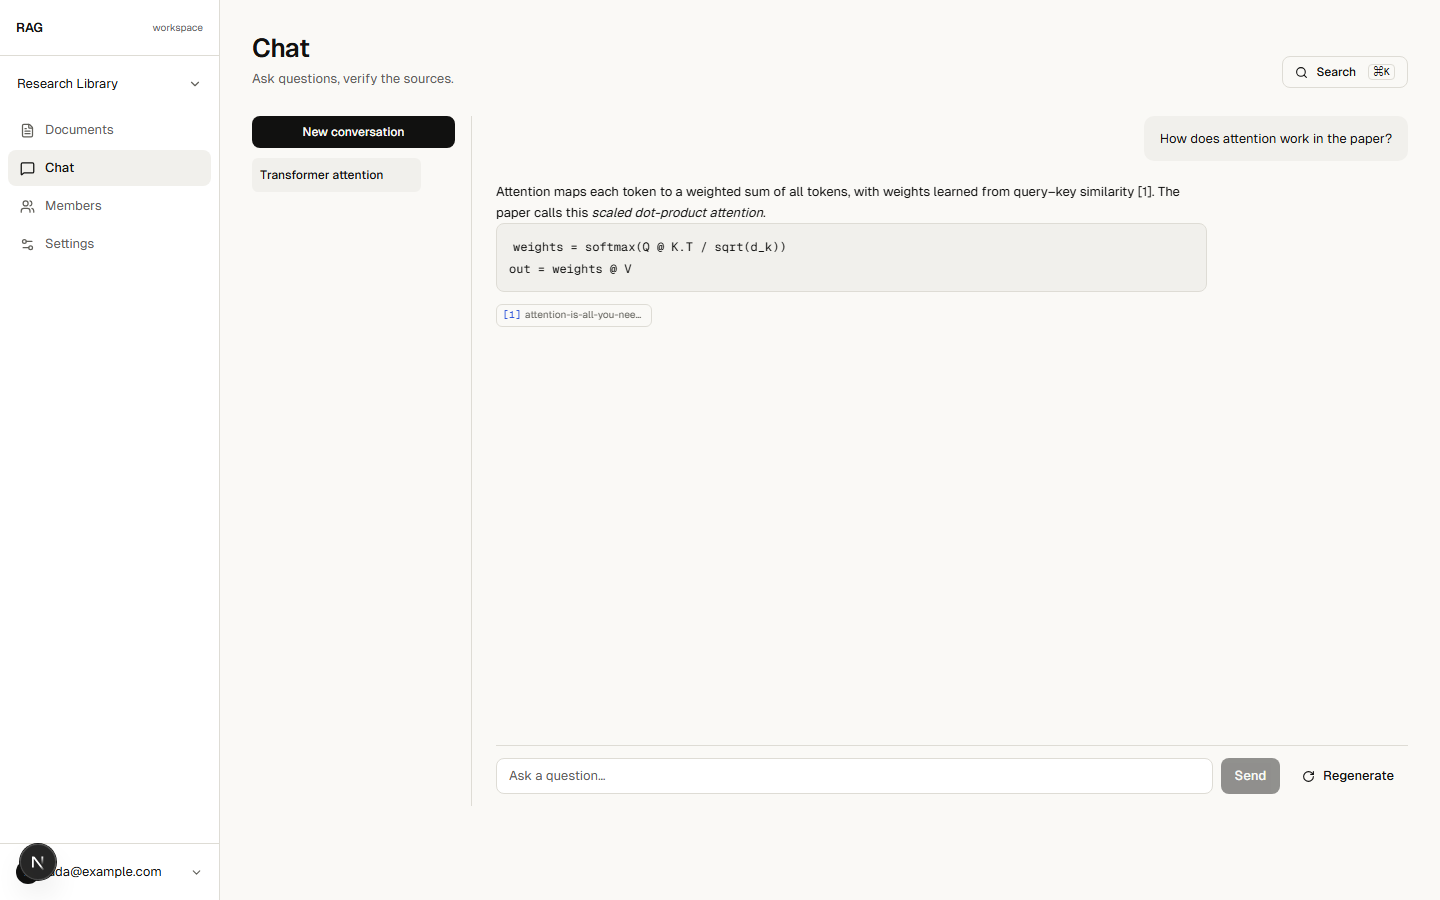 RAG
workspace
Research Library
Documents
Chat
Members
Settings
Chat
Ask questions, verify the sources.
Search ⌘K
New conversation
Transformer attention
How does attention work in the paper?
Attention maps each token to a weighted sum of all tokens, with weights learned from query–key similarity [1]. The
paper calls this scaled dot-product attention.
weights = softmax(Q @ K.T / sqrt(d_k))
out = weights @ V
[1] attention-is-all-you-nee…
Ask a question…
Send
Regenerate
N
da@example.com